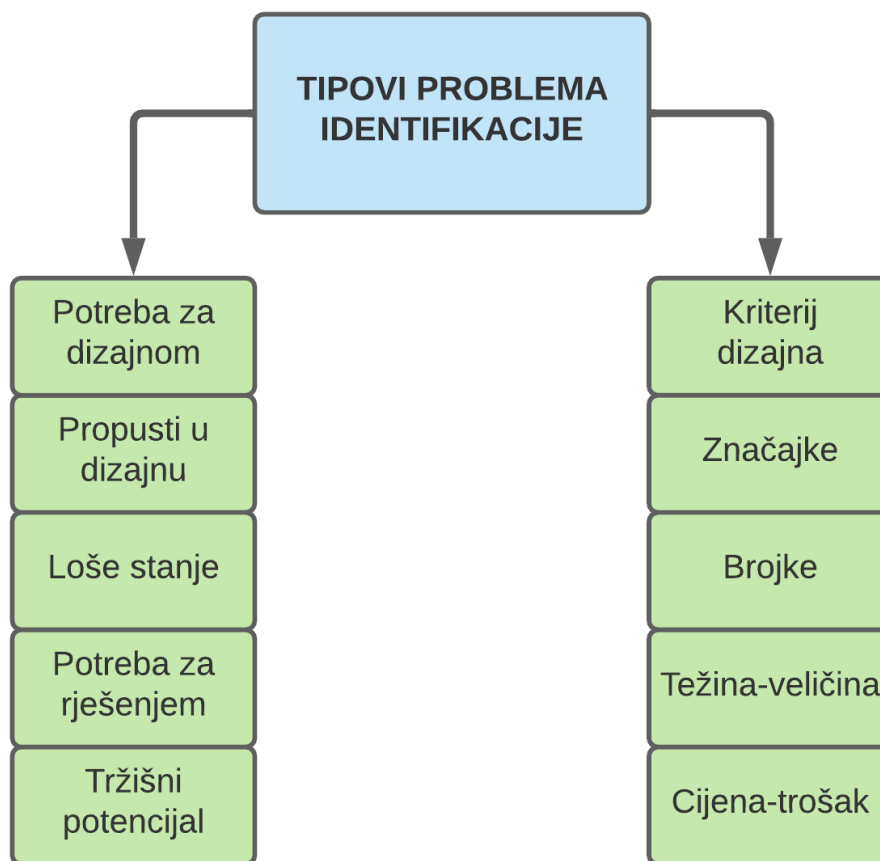 TIPOVI PROBLEMA
IDENTIFIKACIJE
Potreba za
dizajnom
Propusti u
dizajnu
Loše stanje
Potreba za
rješenjem
Tržišni
potencijal
Kriterij
dizajna
Značajke
Brojke
Težina-veličina
Cijena-trošak